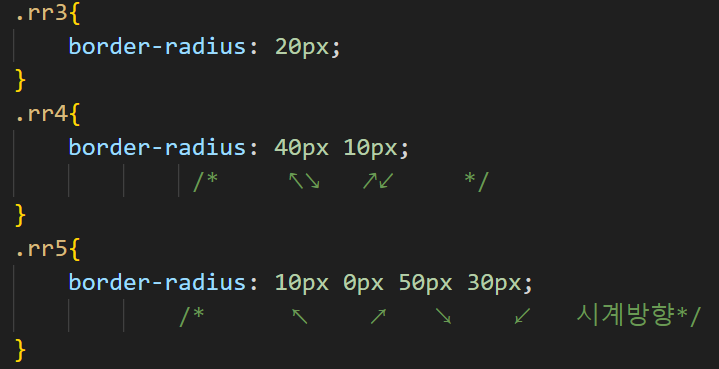 .rr3{
border-radius: 20px;
}
.rr4{
border-radius: 40px 10px;
/* ↖↘ ↗↙ */
}
.rr5{
border-radius: 10px 0px 50px 30px;
/* ↖ ↗ ↘ ↙ 시계방향*/
}